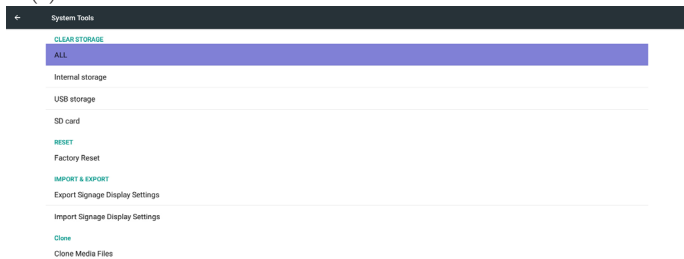 System Tools
CLEAR STORAGE
ALL
Internal storage
USB storage
SD card
RESET
Factory Reset
IMPORT & EXPORT
Export Signage Display Settings
Import Signage Display Settings
Clone
Clone Media Files